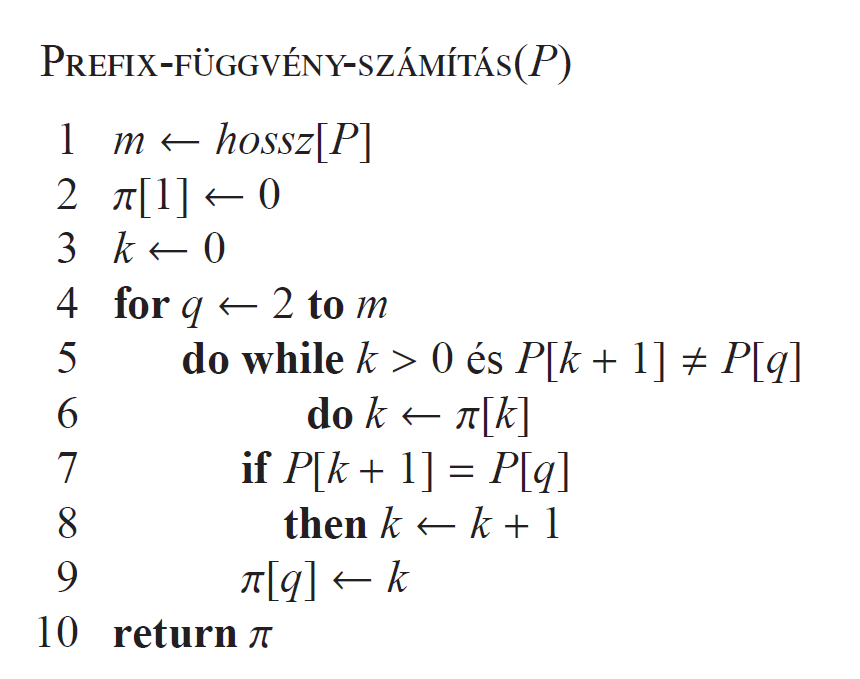 PREFIX-FÜGGVÉNY-SZÁMÍTÁS(P)
1 m ← hossz[P]
2 π[1] ← 0
3 k ← 0
4 for q ← 2 to m
5 do while k > 0 és P[k + 1] ≠ P[q]
6 do k ← π[k]
7 if P[k + 1] = P[q]
8 then k ← k + 1
9 π[q] ← k
10 return π